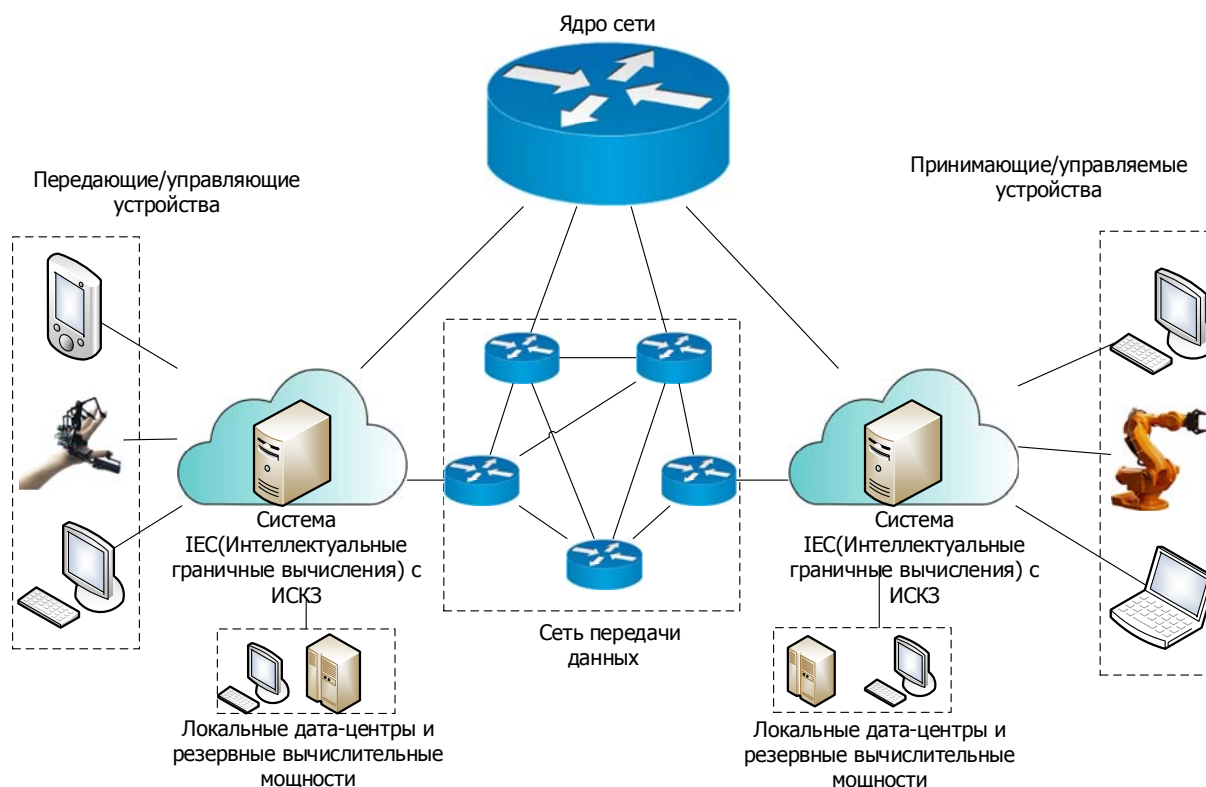 Ядро сети
Передающие/управляющие
устройства
Принимающие/управляемые
устройства
Система
IEC(Интеллектуальные
граничные вычисления) с
ИСКЗ
Система
IEC(Интеллектуальные
граничные вычисления) с
ИСКЗ
Сеть передачи
данных
Локальные дата-центры и
резервные вычислительные
мощности
Локальные дата-центры и
резервные вычислительные
мощности